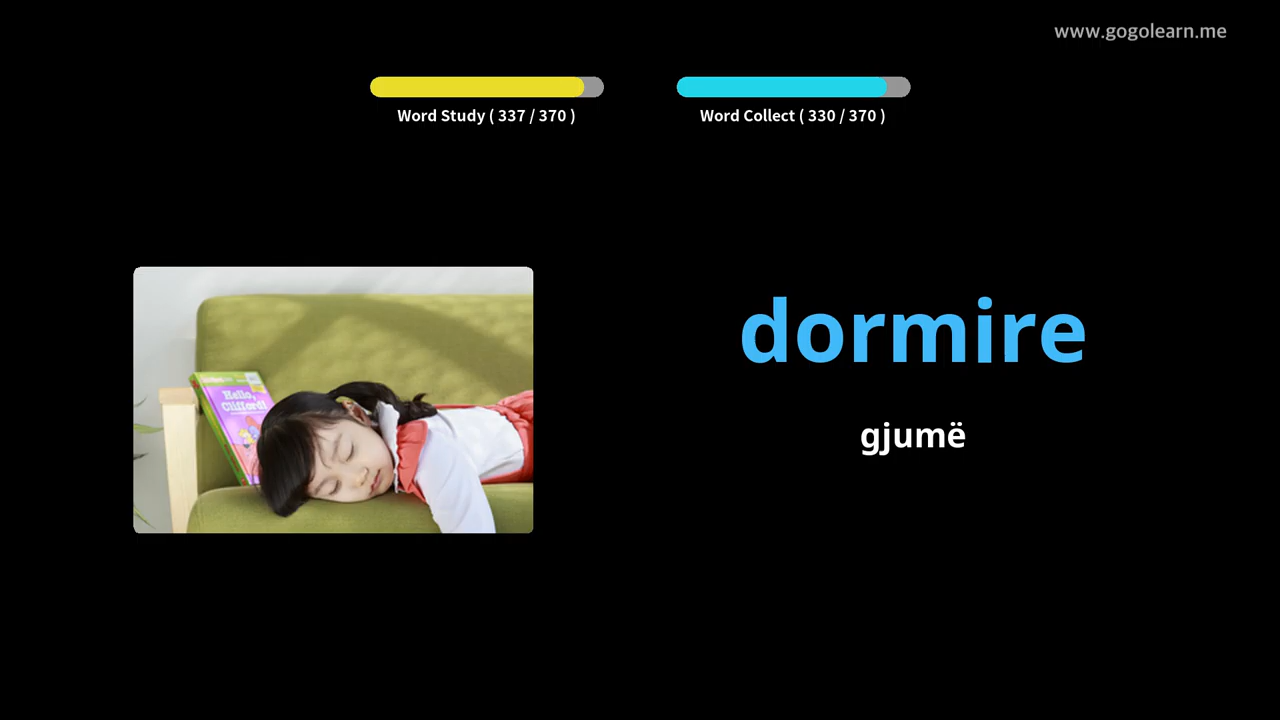 www.gogolearn.me
Word Study ( 337 / 370 )
Word Collect ( 330 / 370 )
dormire
gjumë
Hello,
Clifford!